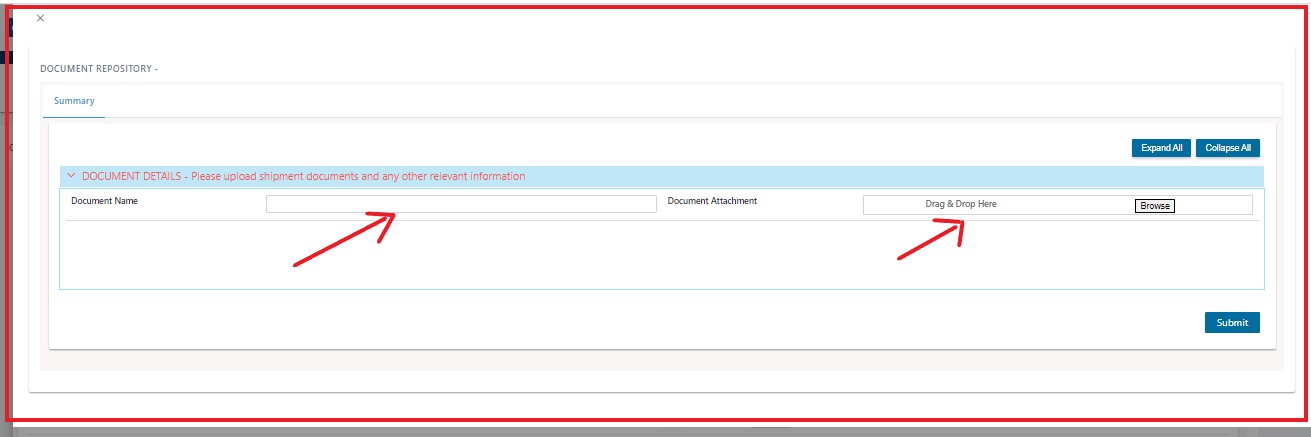 ×
DOCUMENT REPOSITORY -
Summary
Expand All Collapse All
DOCUMENT DETAILS - Please upload shipment documents and any other relevant information
Document Name Document Attachment Drag & Drop Here Browse
Submit